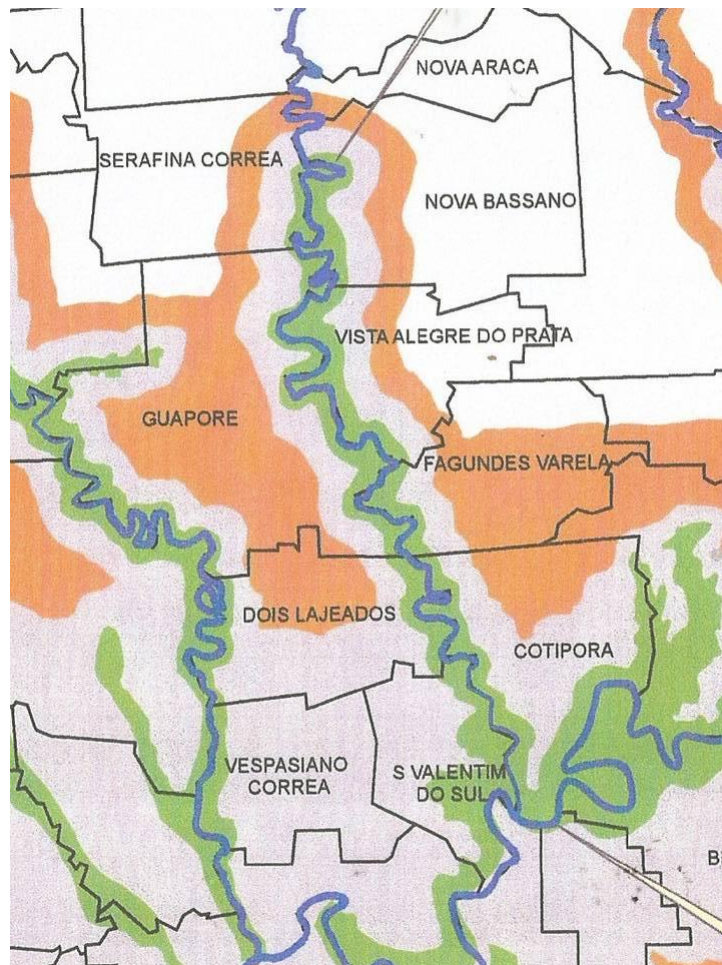 NOVA ARACA
SERAFINA CORREA
NOVA BASSANO
VISTA ALEGRE DO PRATA
GUAPORE
FAGUNDES VARELA
DOIS LAJEADOS
COTIPORA
VESPASIANO
CORREA
S VALENTIM
DO SUL